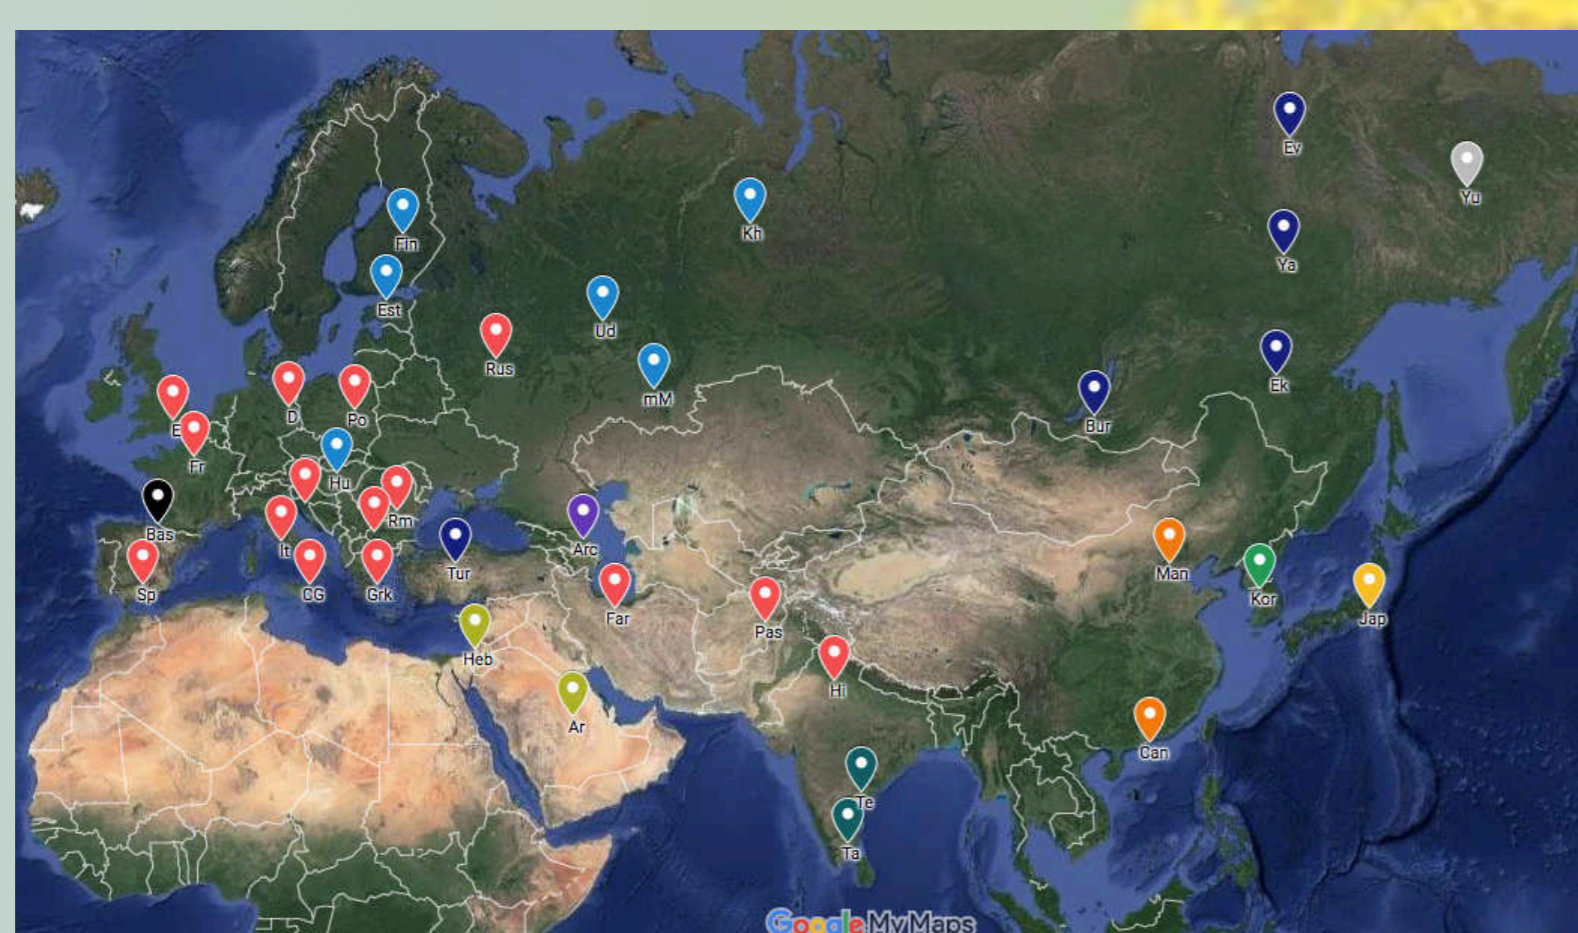 Ev
Yu
Kh
Fin
Ya
Est
Ud
Rus
mM
Ek
D
Po
Bur
E
Fr
Hu
Rm
Bas
It
Arc
Tur
Man
Sp
CG
Grk
Kor
Far
Jap
Pas
Heb
Hi
Ar
Can
Te
Ta
Google My Maps